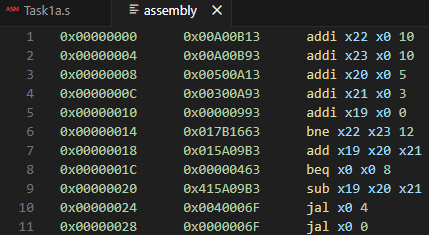 ASM Task1a.s assembly ×
1 0x00000000 0x00A00B13 addi x22 x0 10
2 0x00000004 0x00A00B93 addi x23 x0 10
3 0x00000008 0x00500A13 addi x20 x0 5
4 0x0000000C 0x00300A93 addi x21 x0 3
5 0x00000010 0x00000993 addi x19 x0 0
6 0x00000014 0x017B1663 bne x22 x23 12
7 0x00000018 0x015A09B3 add x19 x20 x21
8 0x0000001C 0x00000463 beq x0 x0 8
9 0x00000020 0x415A09B3 sub x19 x20 x21
10 0x00000024 0x0040006F jal x0 4
11 0x00000028 0x0000006F jal x0 0